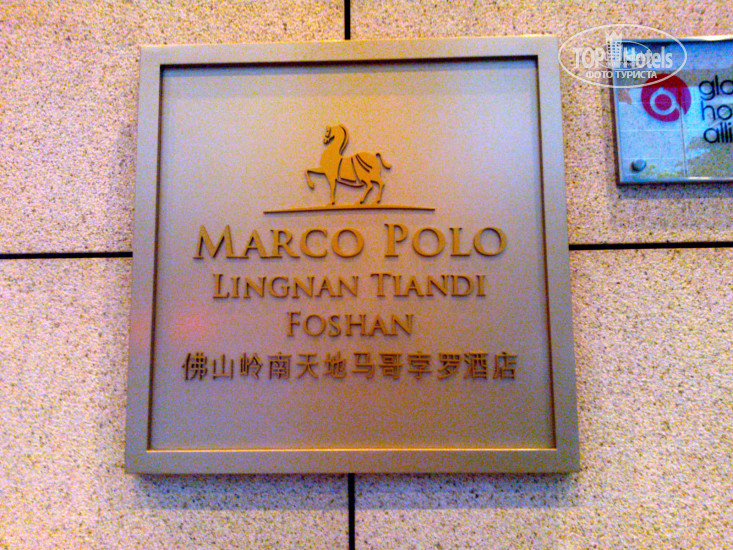 TOP Hotels
ФОТО ТУРИСТА
MARCO POLO
LINGNAN TIANDI
FOSHAN
佛山岭南天地马哥孛罗酒店